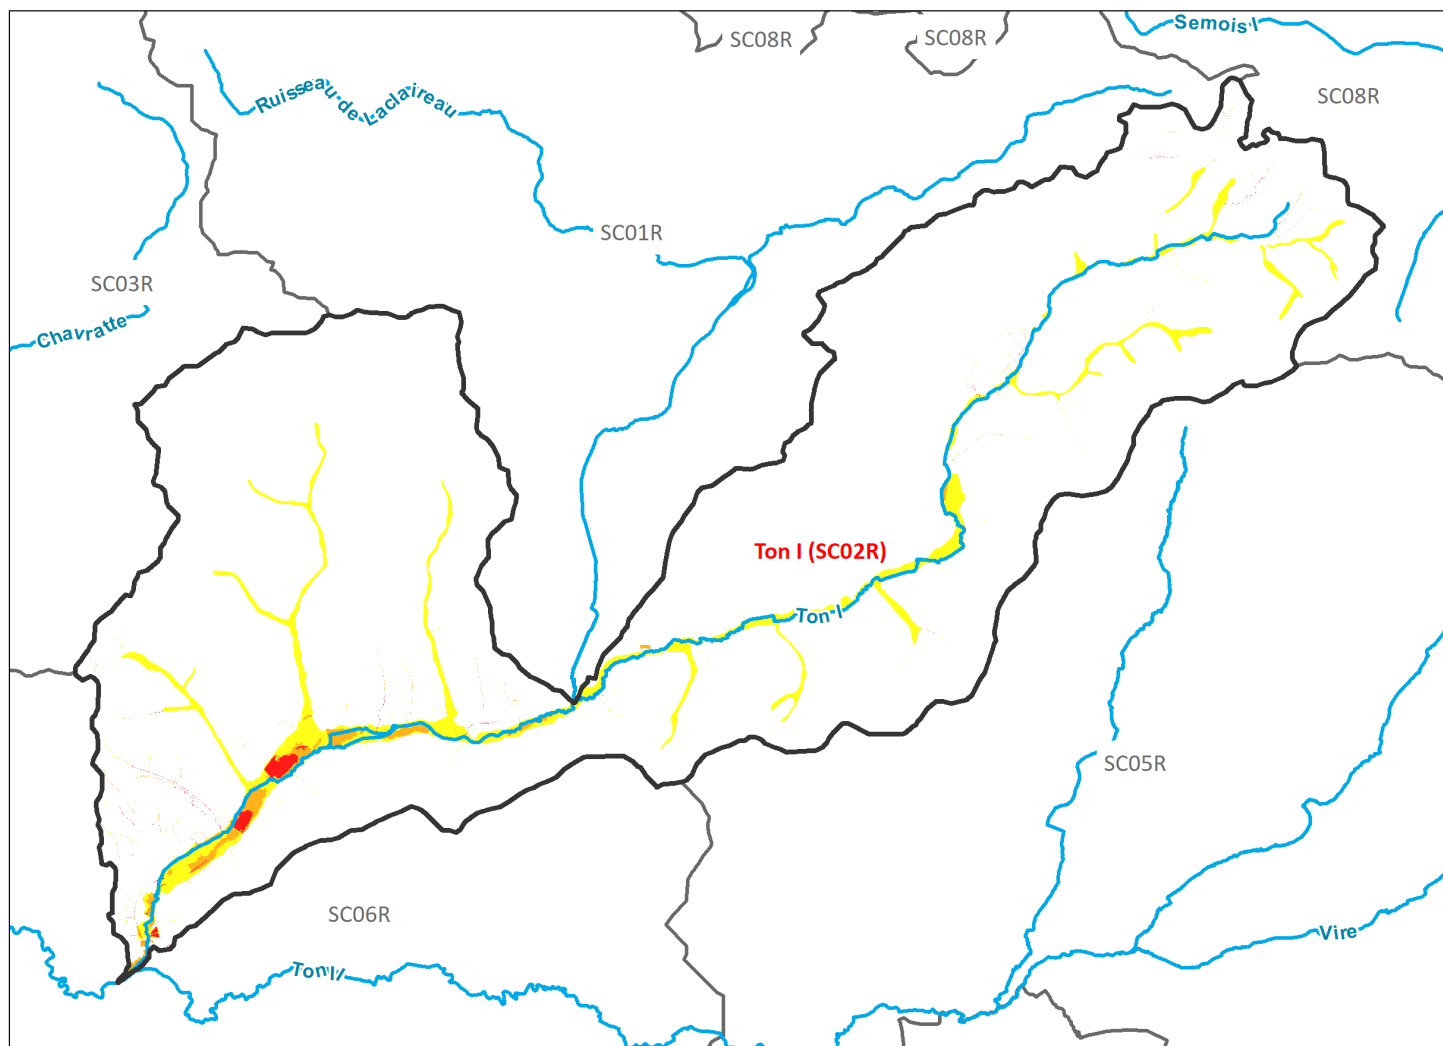 SC08R
SC08R
Semois I
SC08R
Ruisseau-de-Laclaireau
SC01R
SC03R
Chavratte
Ton I (SC02R)
Ton I
SC05R
SC06R
Vire
Ton II